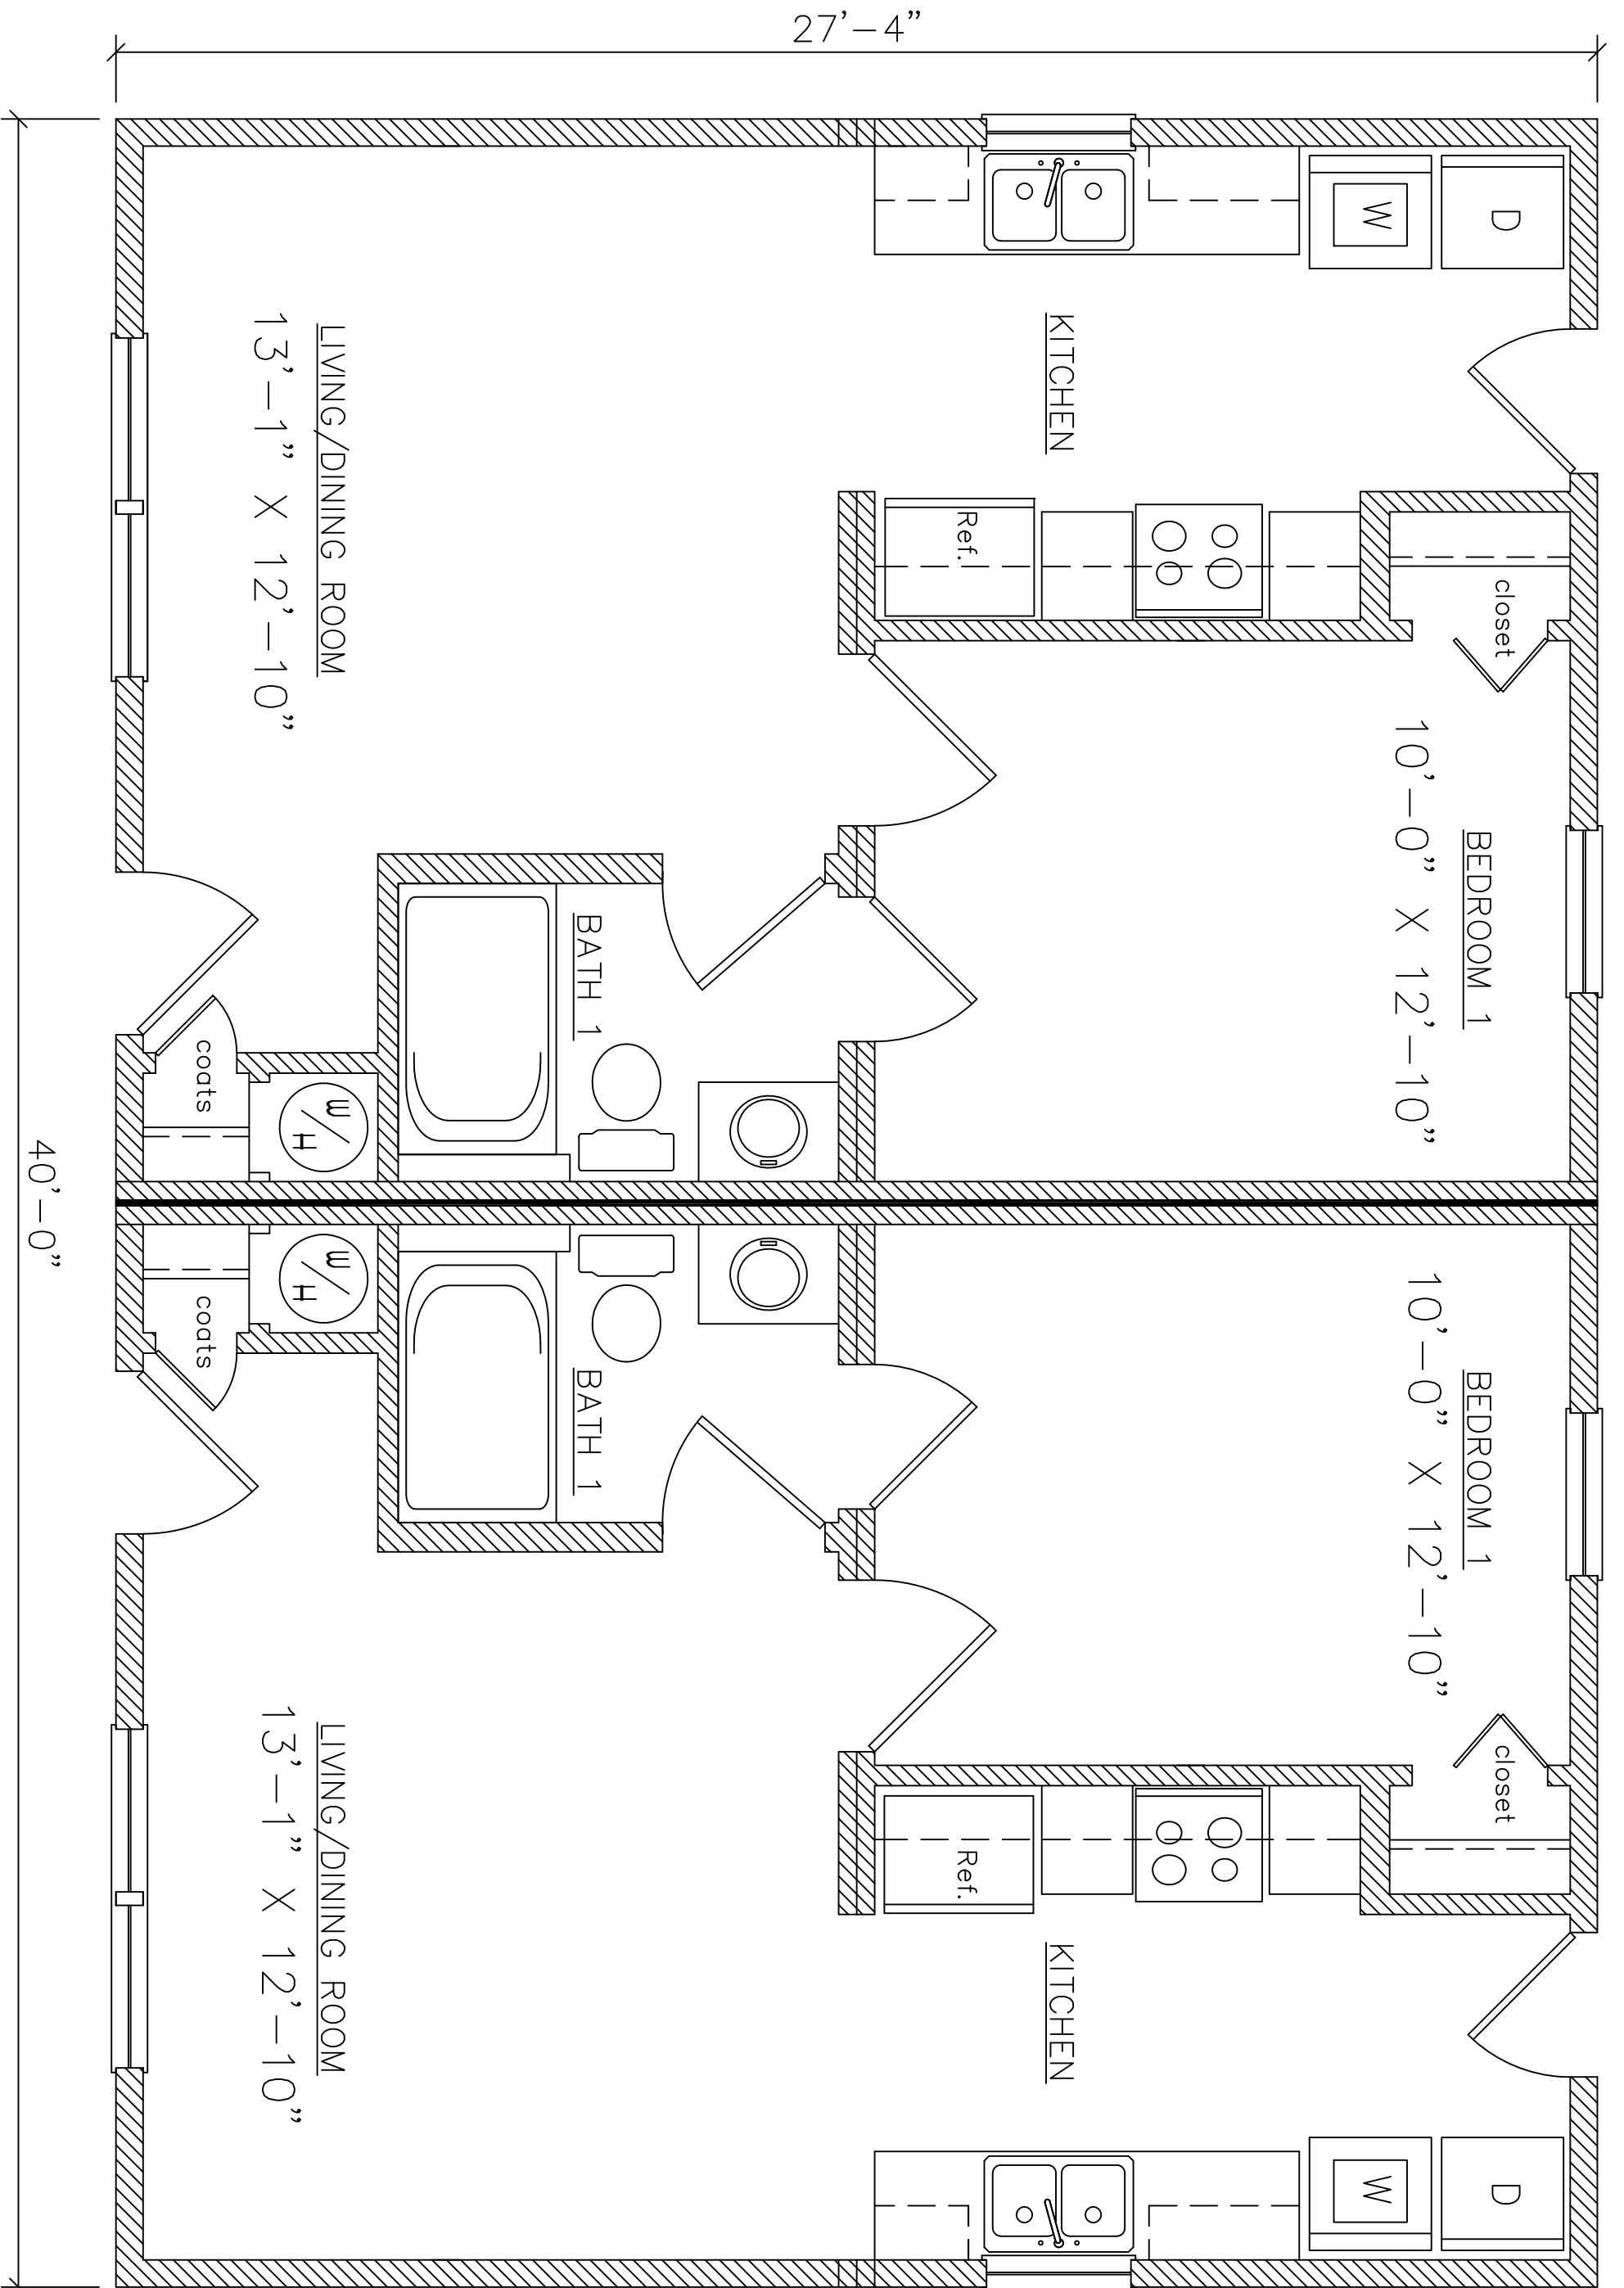 27'-4"
40'-0"
D
W
KITCHEN
LIVING/DINING ROOM
13'-1" X 12'-10"
Ref.
closet
BEDROOM 1
10'-0" X 12'-10"
BATH 1
coats
W/H
W/H
coats
BATH 1
BEDROOM 1
10'-0" X 12'-10"
closet
Ref.
KITCHEN
LIVING/DINING ROOM
13'-1" X 12'-10"
D
W